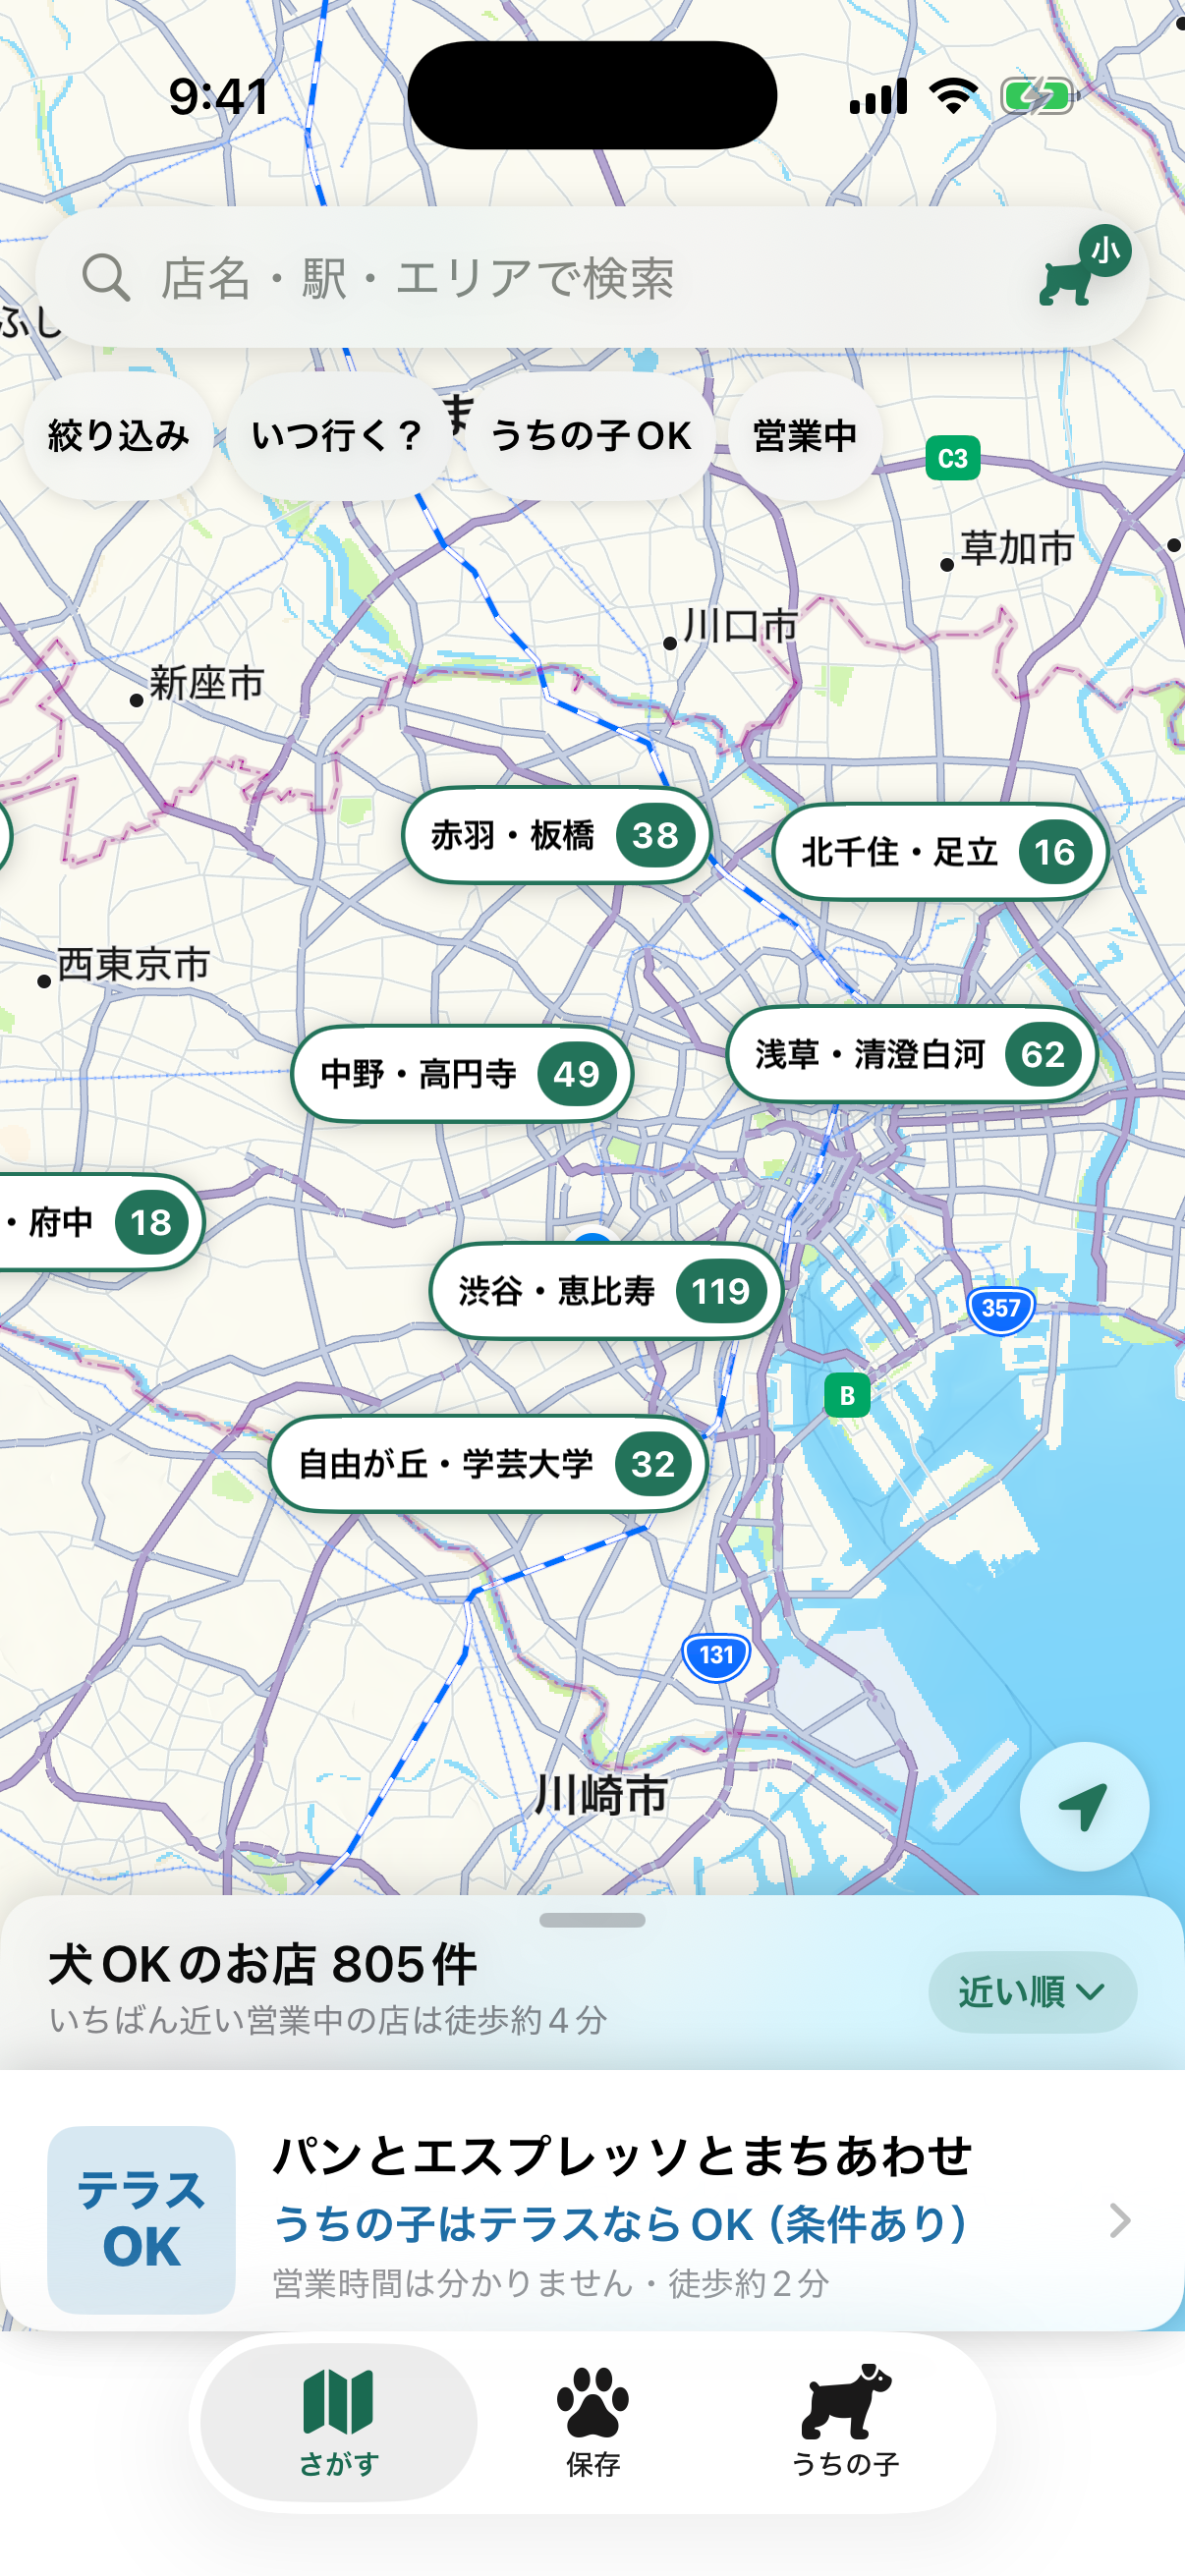 9:41
店名・駅・エリアで検索
小
ふし
絞り込み
いつ行く？
ま
うちの子OK
営業中
C3
草加市
川口市
新座市
赤羽・板橋 38
北千住・足立 16
西東京市
中野・高円寺 49
浅草・清澄白河 62
・府中 18
渋谷・恵比寿 119
357
B
自由が丘・学芸大学 32
131
川崎市
犬OKのお店 805件
いちばん近い営業中の店は徒歩約4分
近い順
テラス
OK
パンとエスプレッソとまちあわせ
うちの子はテラスならOK（条件あり）
営業時間は分かりません・徒歩約2分
さがす
保存
うちの子